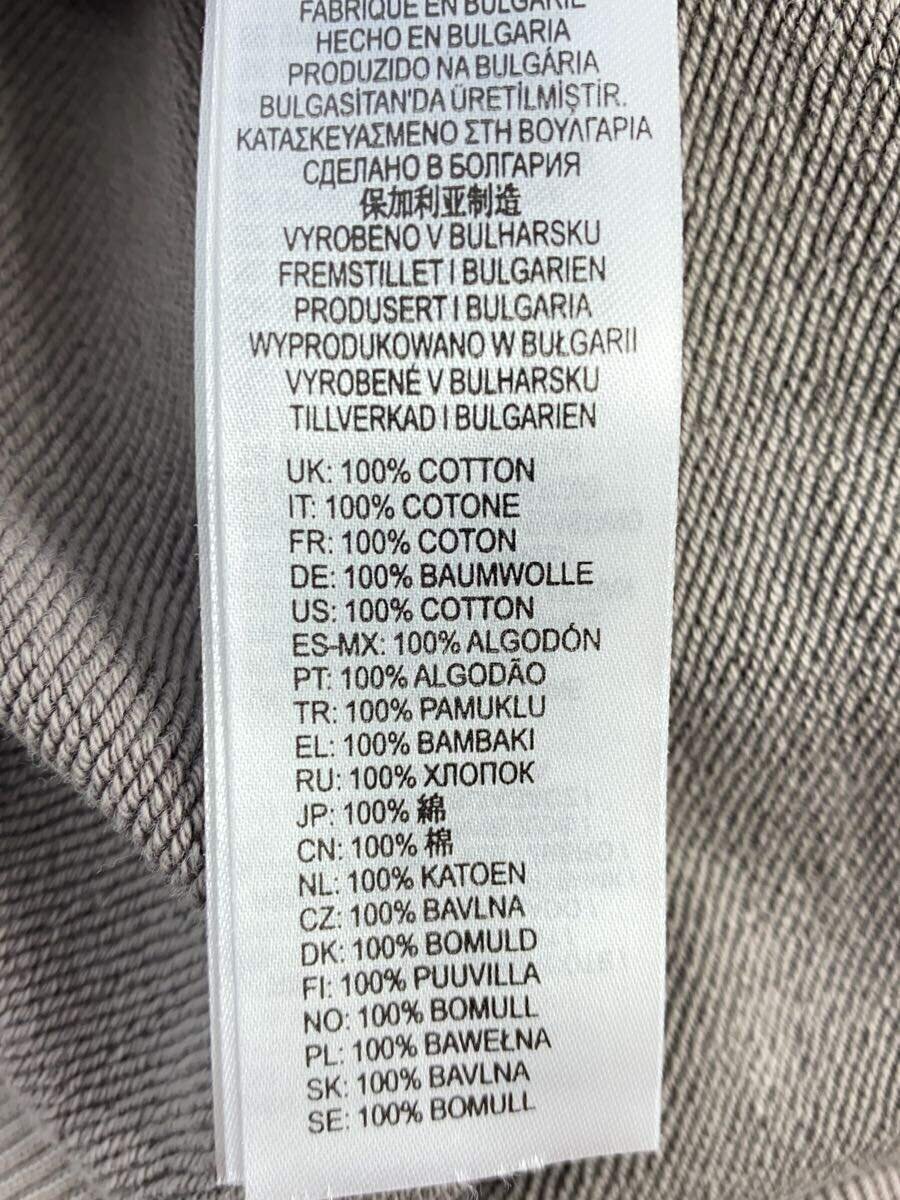 FABRIQUÉ EN BULGARIE
HECHO EN BULGARIA
PRODUZIDO NA BULGÁRIA
BULGASİTAN'DA ÜRETİLMİŞTİR.
ΚΑΤΑΣΚΕΥΑΣΜΕΝΟ ΣΤΗ ΒΟΥΛΓΑΡΙΑ
СДЕЛАНО В БОЛГАРИЯ
保加利亚制造
VYROBENO V BULHARSKU
FREMSTILLET I BULGARIEN
PRODUSERT I BULGARIA
WYPRODUKOWANO W BUŁGARII
VYROBENÉ V BULHARSKU
TILLVERKAD I BULGARIEN
UK: 100% COTTON
IT: 100% COTONE
FR: 100% COTON
DE: 100% BAUMWOLLE
US: 100% COTTON
ES-MX: 100% ALGODÓN
PT: 100% ALGODÃO
TR: 100% PAMUKLU
EL: 100% BAMBAKI
RU: 100% ХЛОПОК
JP: 100% 綿
CN: 100% 棉
NL: 100% KATOEN
CZ: 100% BAVLNA
DK: 100% BOMULD
FI: 100% PUUVILLA
NO: 100% BOMULL
PL: 100% BAWEŁNA
SK: 100% BAVLNA
SE: 100% BOMULL